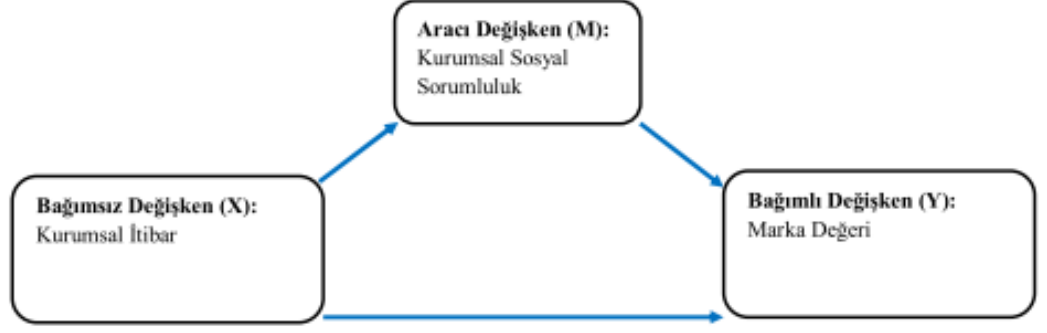 Aracı Değişken (M):
Kurumsal Sosyal
Sorumluluk
Bağımsız Değişken (X):
Kurumsal İtibar
Bağımlı Değişken (Y):
Marka Değeri